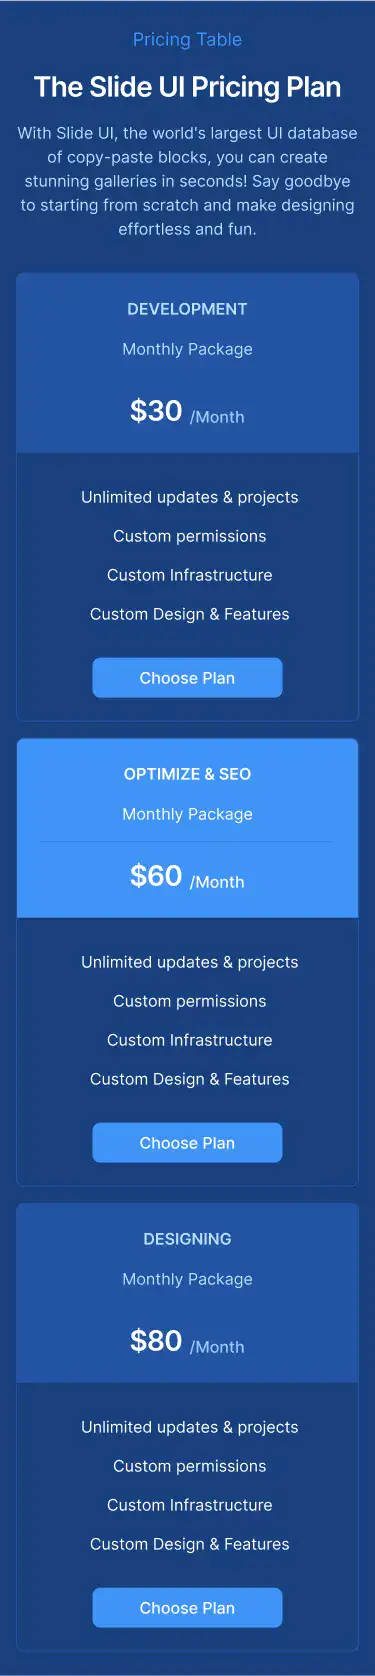 Pricing Table
The Slide UI Pricing Plan
With Slide UI, the world's largest UI database
of copy-paste blocks, you can create
stunning galleries in seconds! Say goodbye
to starting from scratch and make designing
effortless and fun.
DEVELOPMENT
Monthly Package
$30 /Month
Unlimited updates & projects
Custom permissions
Custom Infrastructure
Custom Design & Features
Choose Plan
OPTIMIZE & SEO
Monthly Package
$60 /Month
Unlimited updates & projects
Custom permissions
Custom Infrastructure
Custom Design & Features
Choose Plan
DESIGNING
Monthly Package
$80 /Month
Unlimited updates & projects
Custom permissions
Custom Infrastructure
Custom Design & Features
Choose Plan